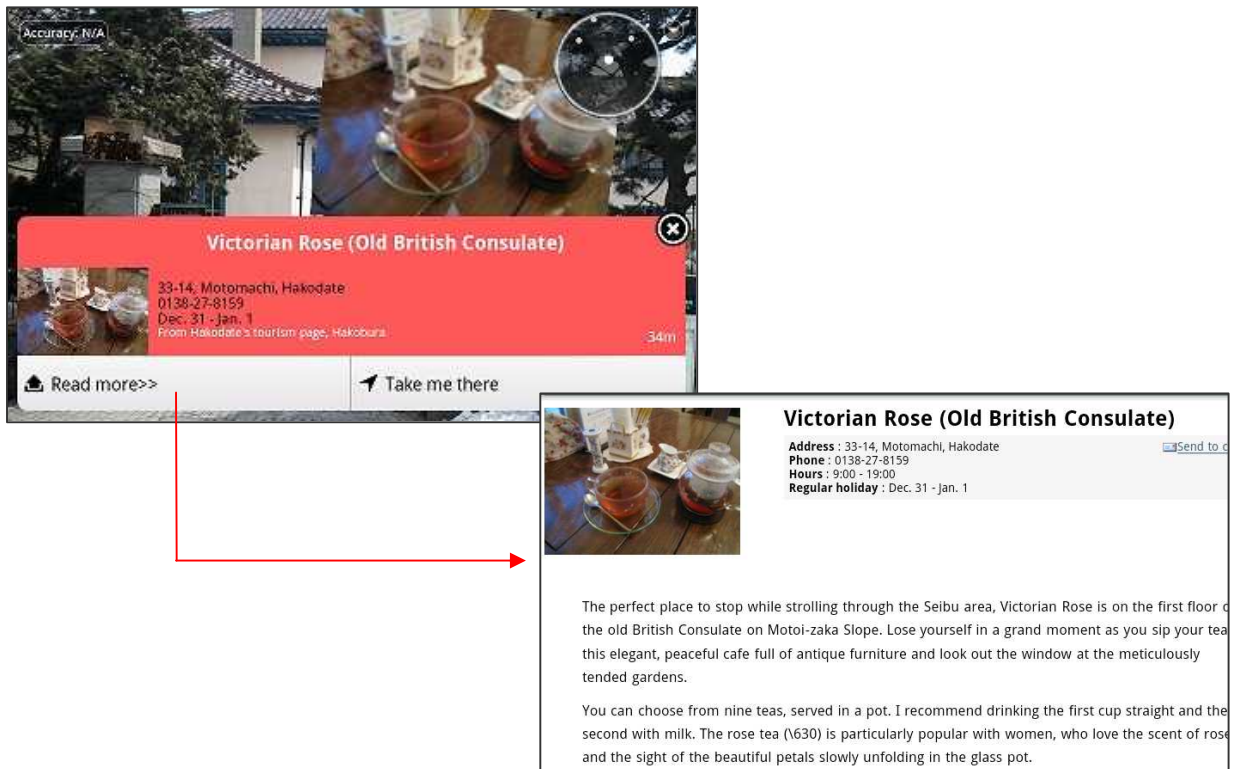 Accuracy: N/A
Victorian Rose (Old British Consulate)
33-14, Motomachi, Hakodate
0138-27-8159
Dec. 31 - Jan. 1
From Hakodate's tourism page, Hakobura
34m
Read more>>
Take me there
Victorian Rose (Old British Consulate)
Address : 33-14, Motomachi, Hakodate
Send to
Phone : 0138-27-8159
Hours : 9:00 - 19:00
Regular holiday : Dec. 31 - Jan. 1
The perfect place to stop while strolling through the Seibu area, Victorian Rose is on the first floor
the old British Consulate on Motoi-zaka Slope. Lose yourself in a grand moment as you sip your tea
this elegant, peaceful cafe full of antique furniture and look out the window at the meticulously
tended gardens.
You can choose from nine teas, served in a pot. I recommend drinking the first cup straight and the
second with milk. The rose tea (\630) is particularly popular with women, who love the scent of rose
and the sight of the beautiful petals slowly unfolding in the glass pot.